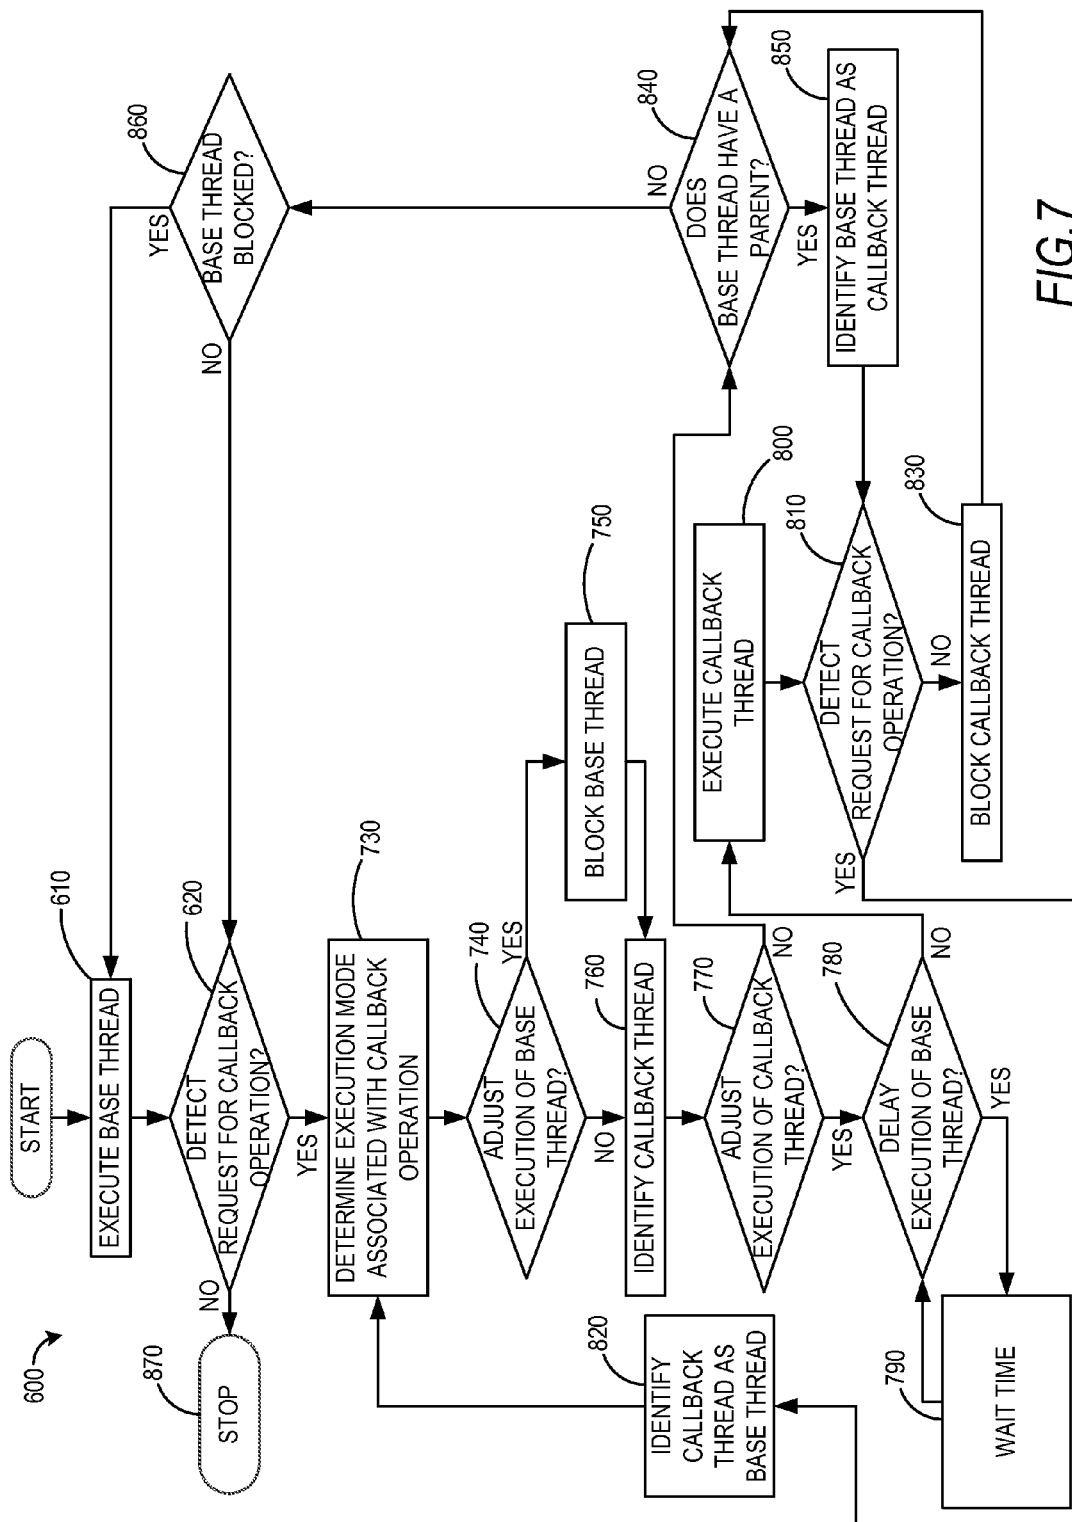 600
START
610
EXECUTE BASE THREAD
620
DETECT
REQUEST FOR CALLBACK
OPERATION?
NO
YES
870
STOP
860
BASE THREAD
BLOCKED?
YES
NO
730
DETERMINE EXECUTION MODE
ASSOCIATED WITH CALLBACK
OPERATION
740
ADJUST
EXECUTION OF BASE
THREAD?
YES
NO
750
BLOCK BASE THREAD
760
IDENTIFY CALLBACK THREAD
770
ADJUST
EXECUTION OF CALLBACK
THREAD?
NO
YES
780
DELAY
EXECUTION OF BASE
THREAD?
NO
YES
790
WAIT TIME
800
EXECUTE CALLBACK
THREAD
810
DETECT
REQUEST FOR CALLBACK
OPERATION?
YES
NO
820
IDENTIFY
CALLBACK
THREAD AS
BASE THREAD
830
BLOCK CALLBACK THREAD
840
DOES
BASE THREAD HAVE A
PARENT?
NO
YES
850
IDENTIFY BASE THREAD AS
CALLBACK THREAD
FIG.7